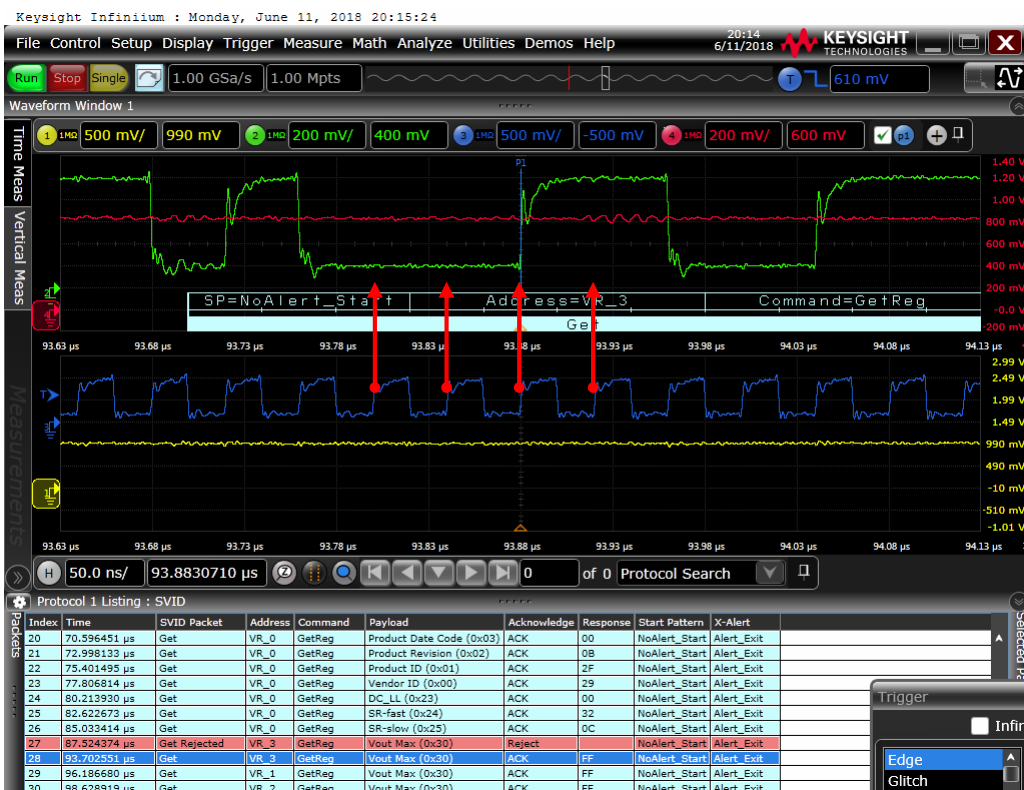 Keysight Infiniium : Monday, June 11, 2018 20:15:24
File Control Setup Display Trigger Measure Math Analyze Utilities Demos Help
20:14
6/11/2018
KEYSIGHT
TECHNOLOGIES
Run Stop Single 1.00 GSa/s 1.00 Mpts T 610 mV
Waveform Window 1
Time Meas
Vertical Meas
Measurements
1 1MΩ 500 mV/ 990 mV 2 1MΩ 200 mV/ 400 mV 3 1MΩ 500 mV/ -500 mV 4 1MΩ 200 mV/ 600 mV p1
P1
1.40 V
1.20 V
1.00 V
800 mV
600 mV
400 mV
200 mV
-0.0 V
-200 mV
SP=NoAlert_Start Address=VR_3 Command=GetReg
Get
93.63 µs 93.68 µs 93.73 µs 93.78 µs 93.83 µs 93.88 µs 93.93 µs 93.98 µs 94.03 µs 94.08 µs 94.13 µs
2.99 V
2.49 V
1.99 V
1.49 V
990 mV
490 mV
-10 mV
-510 mV
-1.01 V
T
93.63 µs 93.68 µs 93.73 µs 93.78 µs 93.83 µs 93.88 µs 93.93 µs 93.98 µs 94.03 µs 94.08 µs 94.13 µs
H 50.0 ns/ 93.8830710 µs 0 of 0 Protocol Search
Protocol 1 Listing : SVID
Packets
Index Time SVID Packet Address Command Payload Acknowledge Response Start Pattern X-Alert
20 70.596451 µs Get VR_0 GetReg Product Date Code (0x03) ACK 00 NoAlert_Start Alert_Exit
21 72.998133 µs Get VR_0 GetReg Product Revision (0x02) ACK 0B NoAlert_Start Alert_Exit
22 75.401495 µs Get VR_0 GetReg Product ID (0x01) ACK 2F NoAlert_Start Alert_Exit
23 77.806814 µs Get VR_0 GetReg Vendor ID (0x00) ACK 29 NoAlert_Start Alert_Exit
24 80.213930 µs Get VR_0 GetReg DC_LL (0x23) ACK 00 NoAlert_Start Alert_Exit
25 82.622673 µs Get VR_0 GetReg SR-fast (0x24) ACK 32 NoAlert_Start Alert_Exit
26 85.033414 µs Get VR_0 GetReg SR-slow (0x25) ACK 0C NoAlert_Start Alert_Exit
27 87.524374 µs Get Rejected VR_3 GetReg Vout Max (0x30) Reject NoAlert_Start Alert_Exit
28 93.702551 µs Get VR_3 GetReg Vout Max (0x30) ACK FF NoAlert_Start Alert_Exit
29 96.186680 µs Get VR_1 GetReg Vout Max (0x30) ACK FF NoAlert_Start Alert_Exit
30 98.628919 µs Get VR_2 GetReg Vout Max (0x30) ACK FF NoAlert_Start Alert_Exit
Trigger
Edge
Glitch